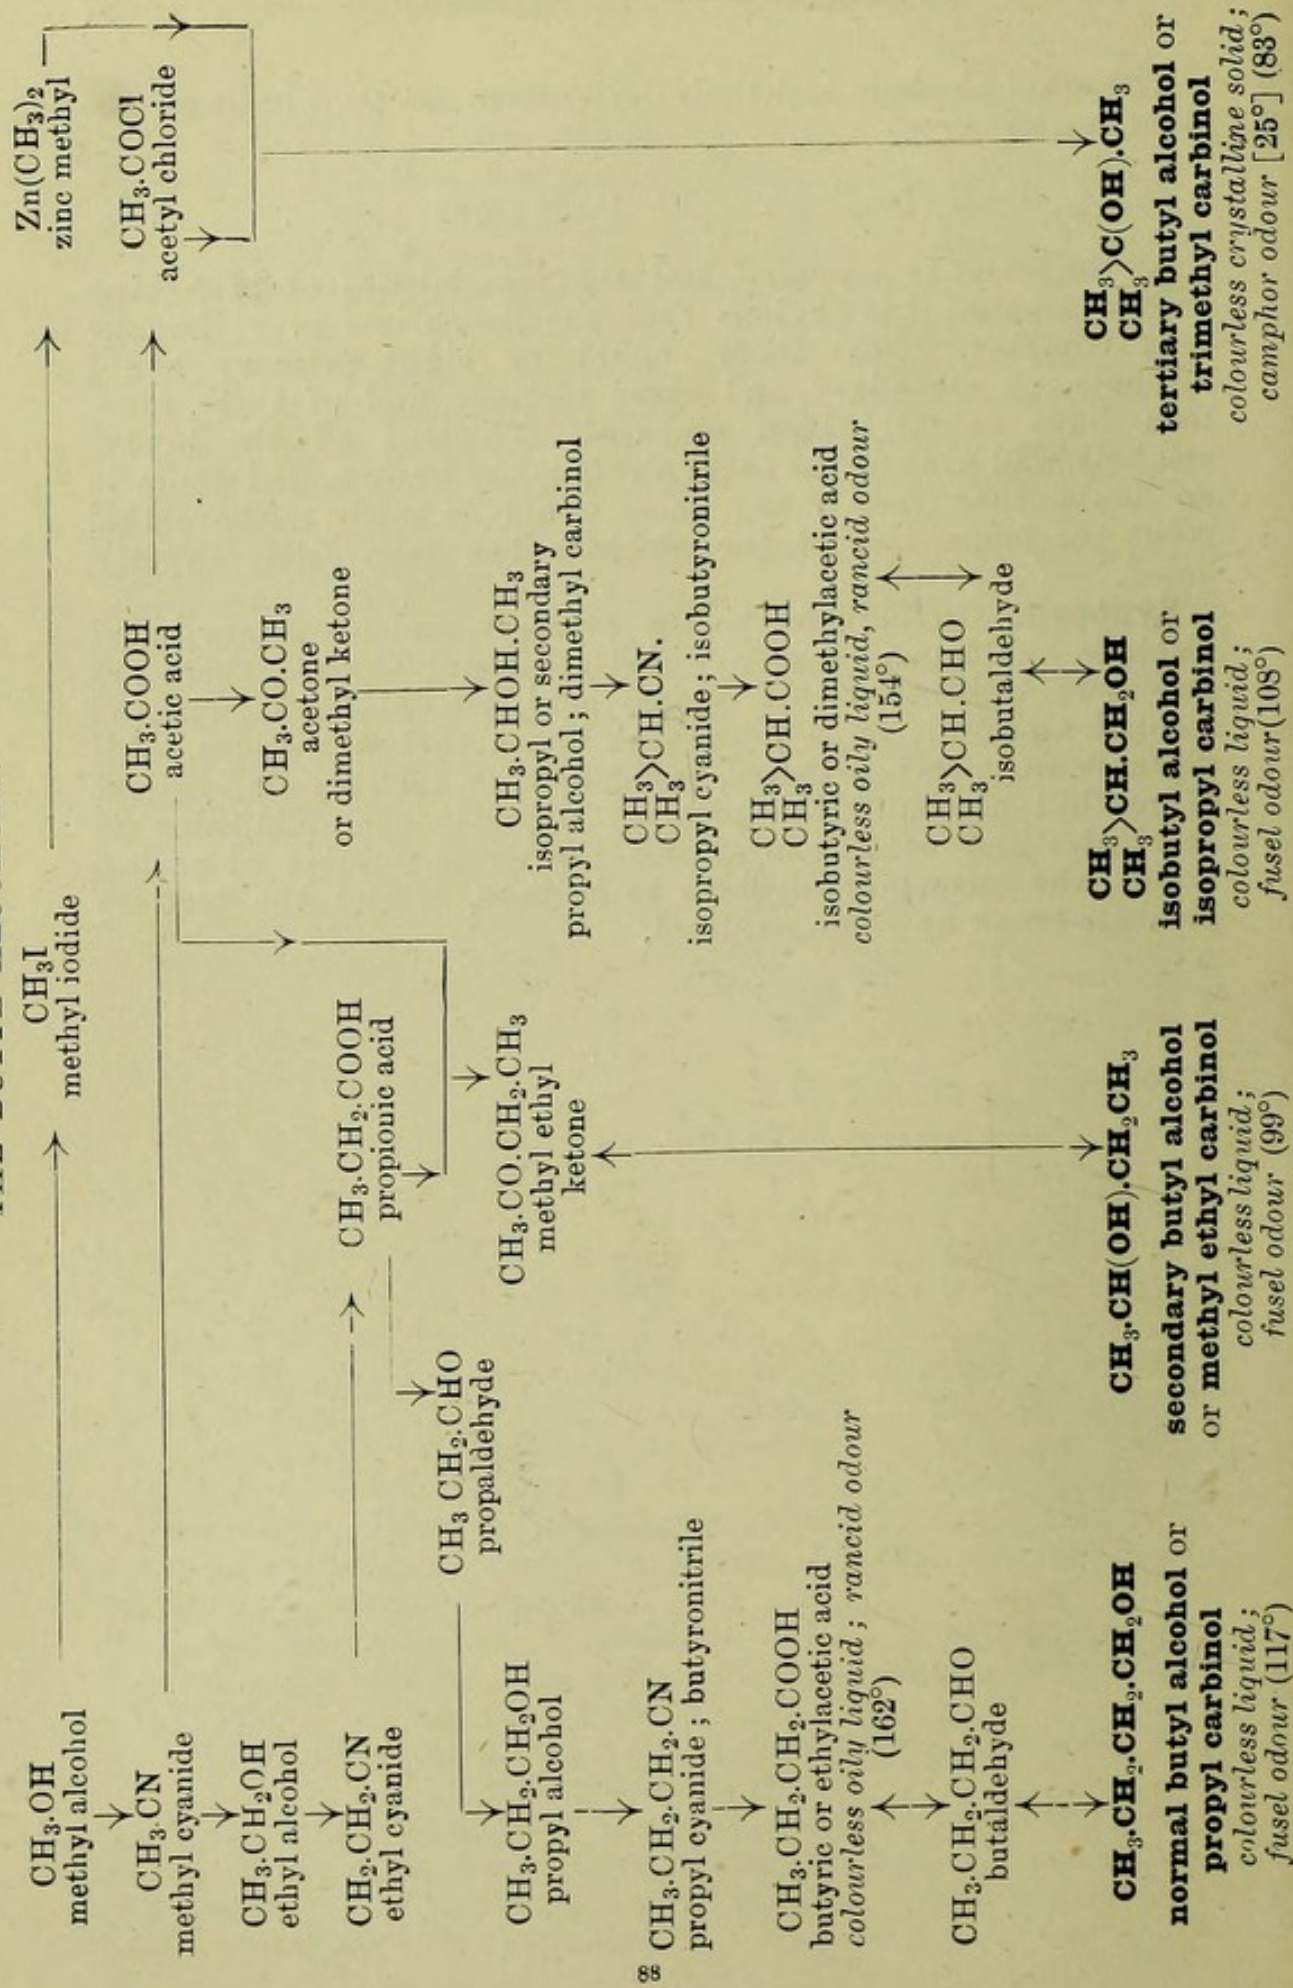 CH3.OH
methyl alcohol
CH3I
methyl iodide
Zn(CH3)2
zinc methyl
CH3.CN
methyl cyanide
CH3.COOH
acetic acid
CH3.COCl
acetyl chloride
CH3.CH2OH
ethyl alcohol
CH3.CO.CH3
acetone
or dimethyl ketone
CH2.CH2.CN
ethyl cyanide
CH3.CH2.COOH
propionic acid
CH3 CH2.CHO
propaldehyde
CH3.CH2.CH2OH
propyl alcohol
CH3.CO.CH2.CH3
methyl ethyl
ketone
CH3.CHOH.CH3
isopropyl or secondary
propyl alcohol; dimethyl carbinol
CH3.CH2.CH2.CN
propyl cyanide; butyronitrile
CH3
CH3>CH.CN.
isopropyl cyanide; isobutyronitrile
CH3.CH2.CH2.COOH
butyric or ethylacetic acid
colourless oily liquid; rancid odour
(162°)
CH3
CH3>CH.COOH
isobutyric or dimethylacetic acid
colourless oily liquid, rancid odour
(154°)
CH3.CH2.CH2.CHO
butaldehyde
CH3
CH3>CH.CHO
isobutaldehyde
CH3.CH2.CH2.CH2OH
normal butyl alcohol or
propyl carbinol
colourless liquid;
fusel odour (117°)
CH3.CH(OH).CH2CH3
secondary butyl alcohol
or methyl ethyl carbinol
colourless liquid;
fusel odour (99°)
CH3
CH3>CH.CH2OH
isobutyl alcohol or
isopropyl carbinol
colourless liquid;
fusel odour (108°)
CH3
CH3>C(OH).CH3
tertiary butyl alcohol or
trimethyl carbinol
colourless crystalline solid;
camphor odour [25°] (83°)
88